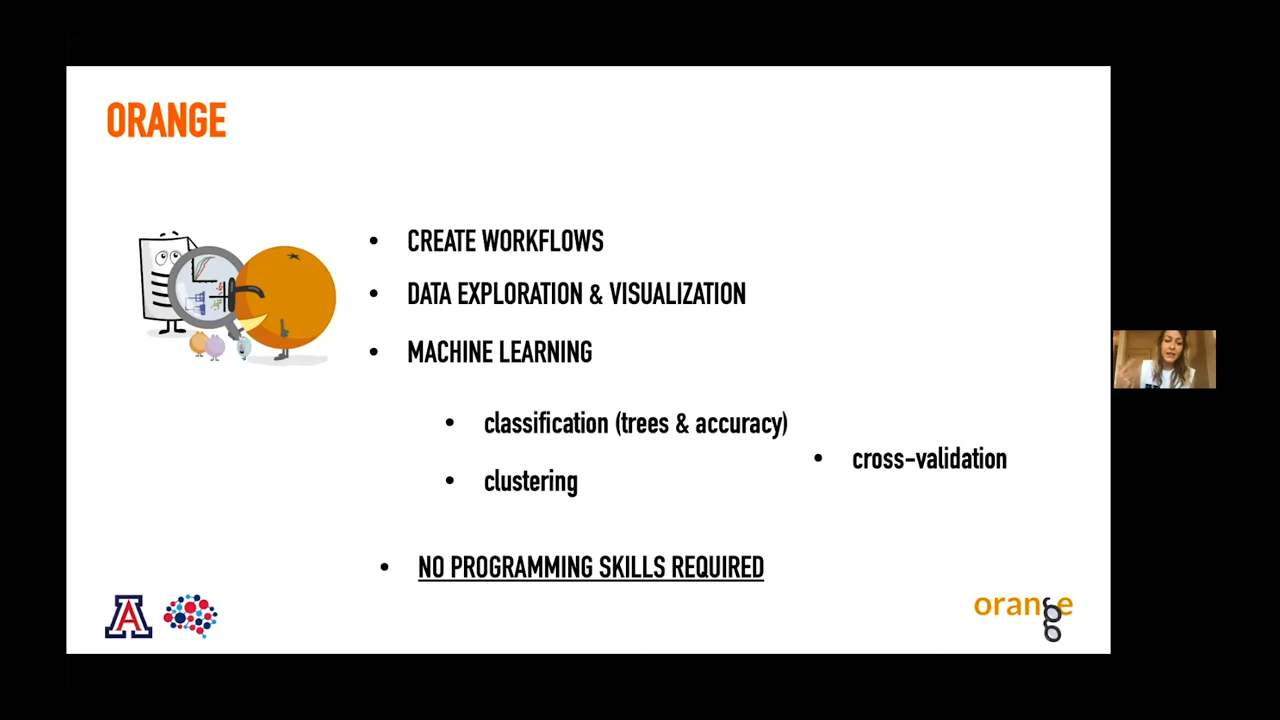 ORANGE
• CREATE WORKFLOWS
• DATA EXPLORATION & VISUALIZATION
• MACHINE LEARNING
• classification (trees & accuracy)
• cross-validation
• clustering
• NO PROGRAMMING SKILLS REQUIRED
A
orange